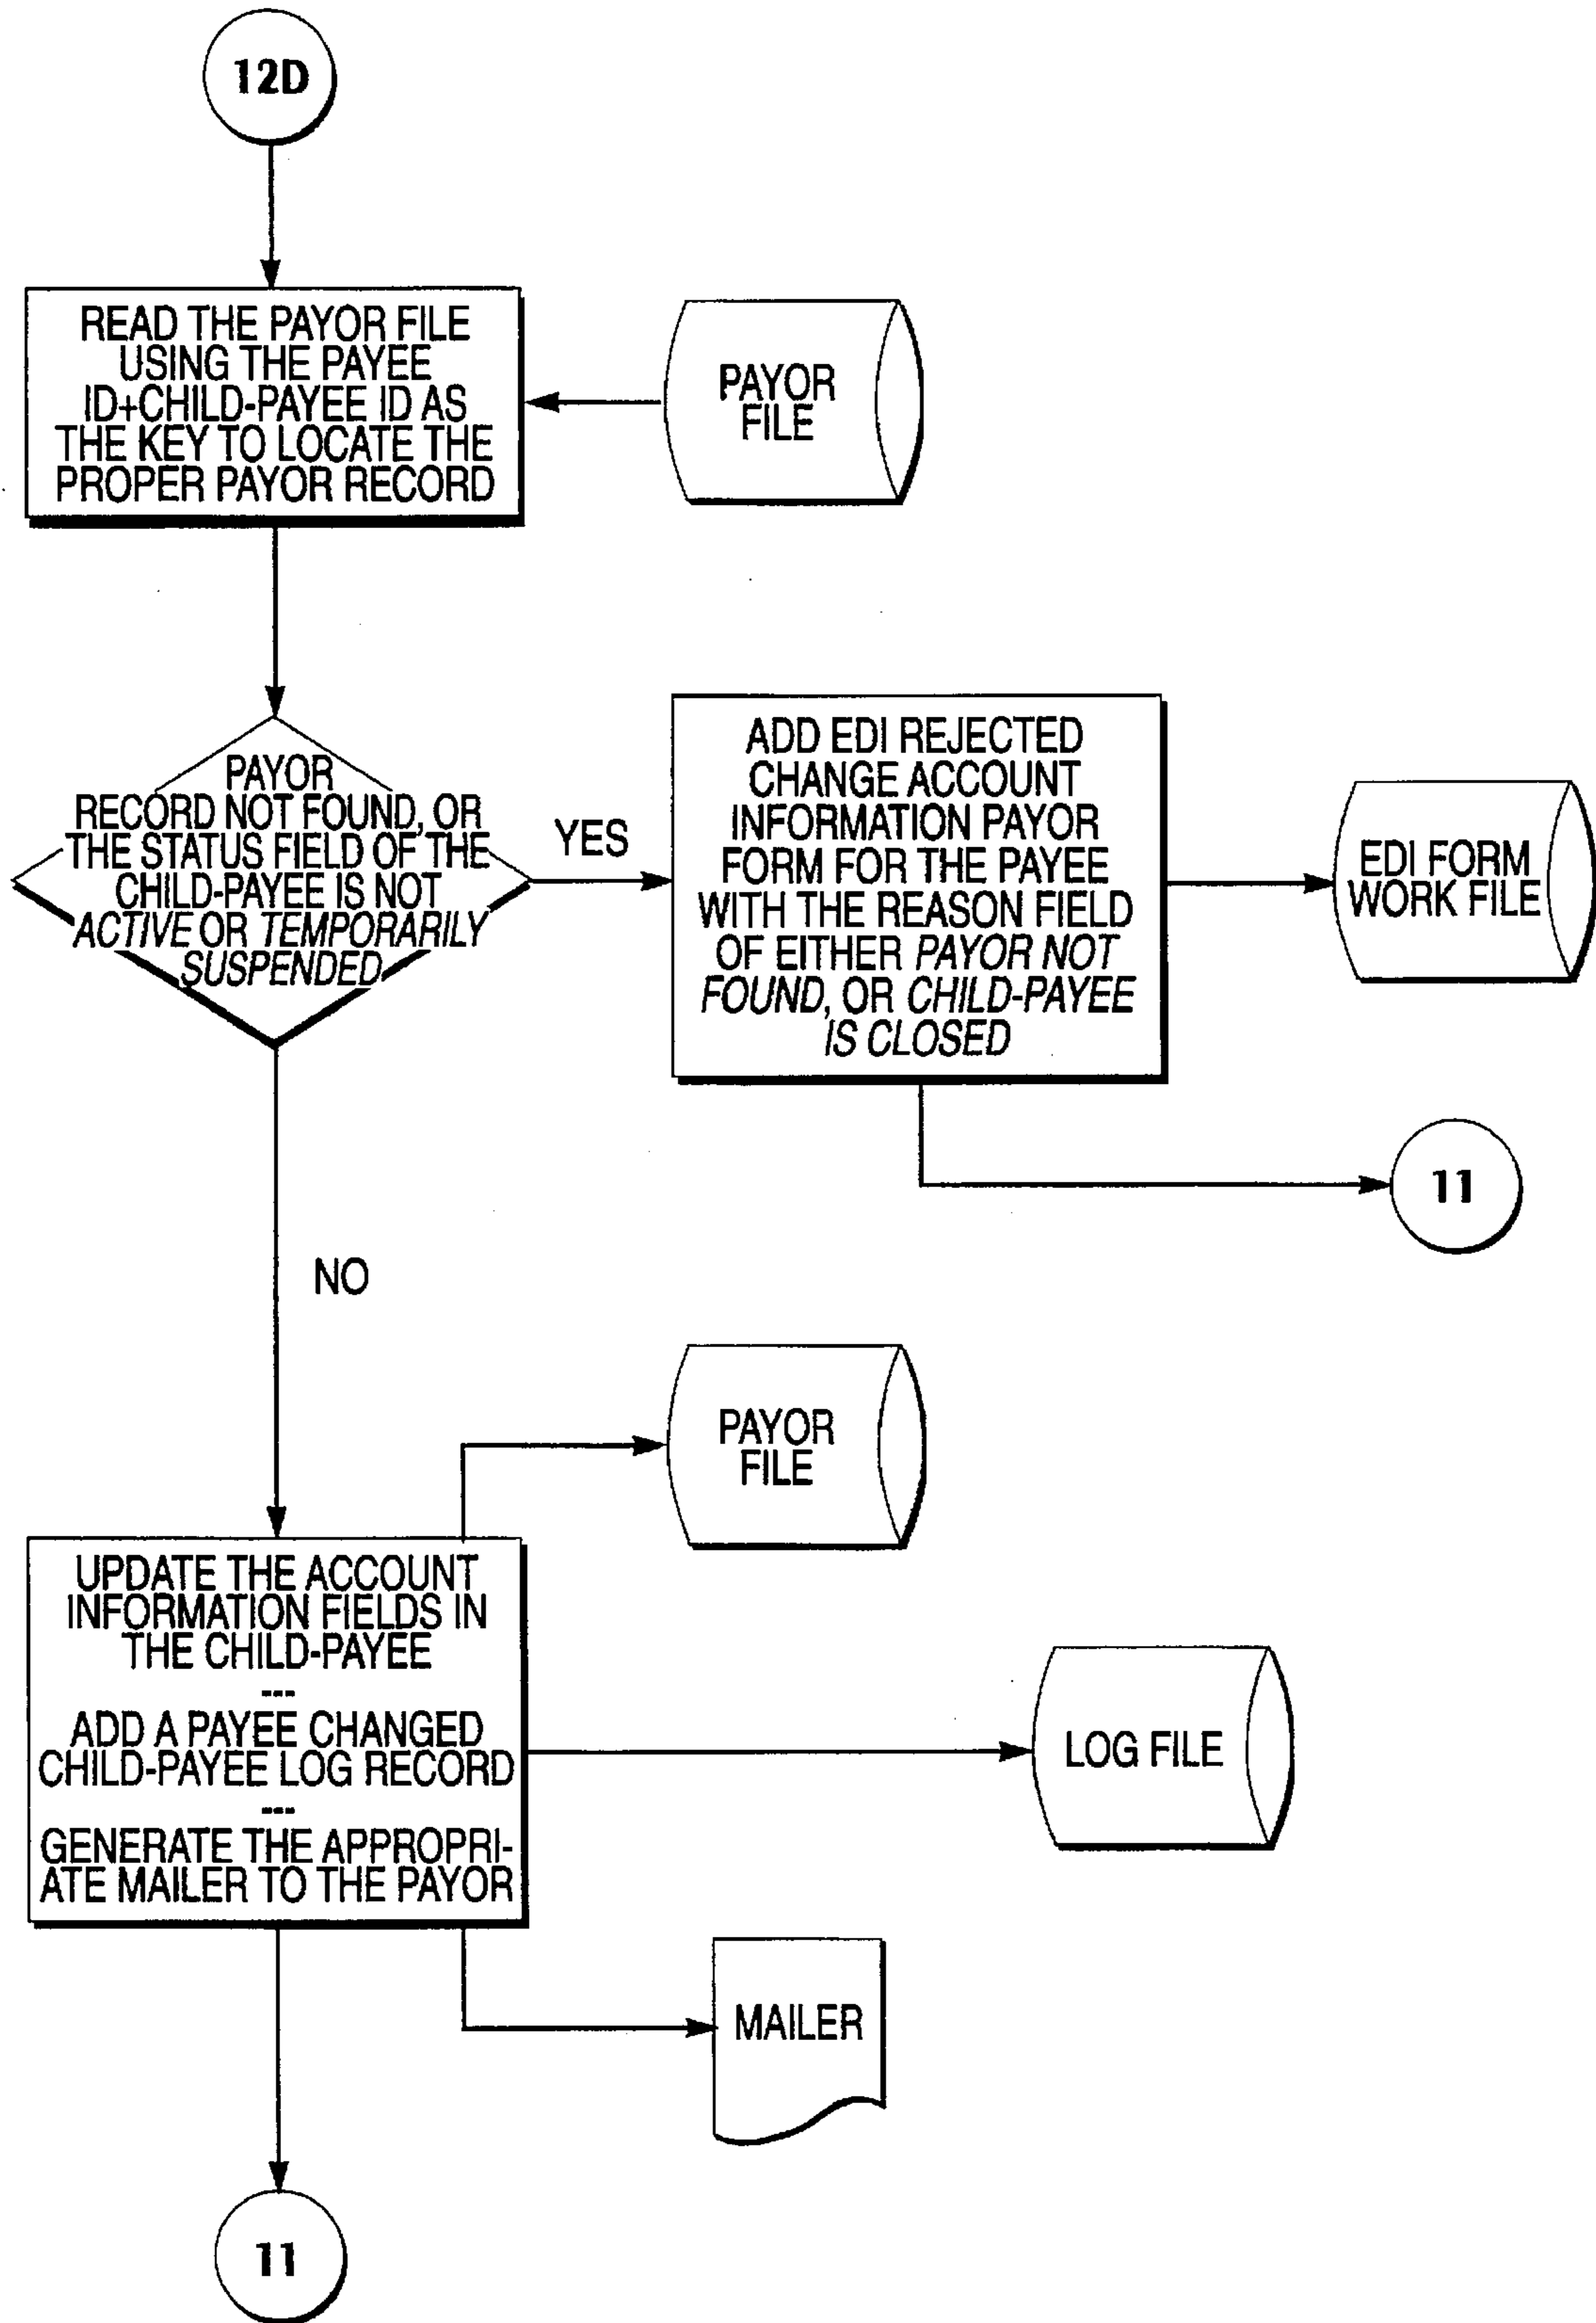 12D
READ THE PAYOR FILE
USING THE PAYEE
ID+CHILD-PAYEE ID AS
THE KEY TO LOCATE THE
PROPER PAYOR RECORD
PAYOR
FILE
PAYOR
RECORD NOT FOUND, OR
THE STATUS FIELD OF THE
CHILD-PAYEE IS NOT
ACTIVE OR TEMPORARILY
SUSPENDED
YES
ADD EDI REJECTED
CHANGE ACCOUNT
INFORMATION PAYOR
FORM FOR THE PAYEE
WITH THE REASON FIELD
OF EITHER PAYOR NOT
FOUND, OR CHILD-PAYEE
IS CLOSED
EDI FORM
WORK FILE
11
NO
PAYOR
FILE
UPDATE THE ACCOUNT
INFORMATION FIELDS IN
THE CHILD-PAYEE
---
ADD A PAYEE CHANGED
CHILD-PAYEE LOG RECORD
---
GENERATE THE APPROPRI-
ATE MAILER TO THE PAYOR
LOG FILE
MAILER
11